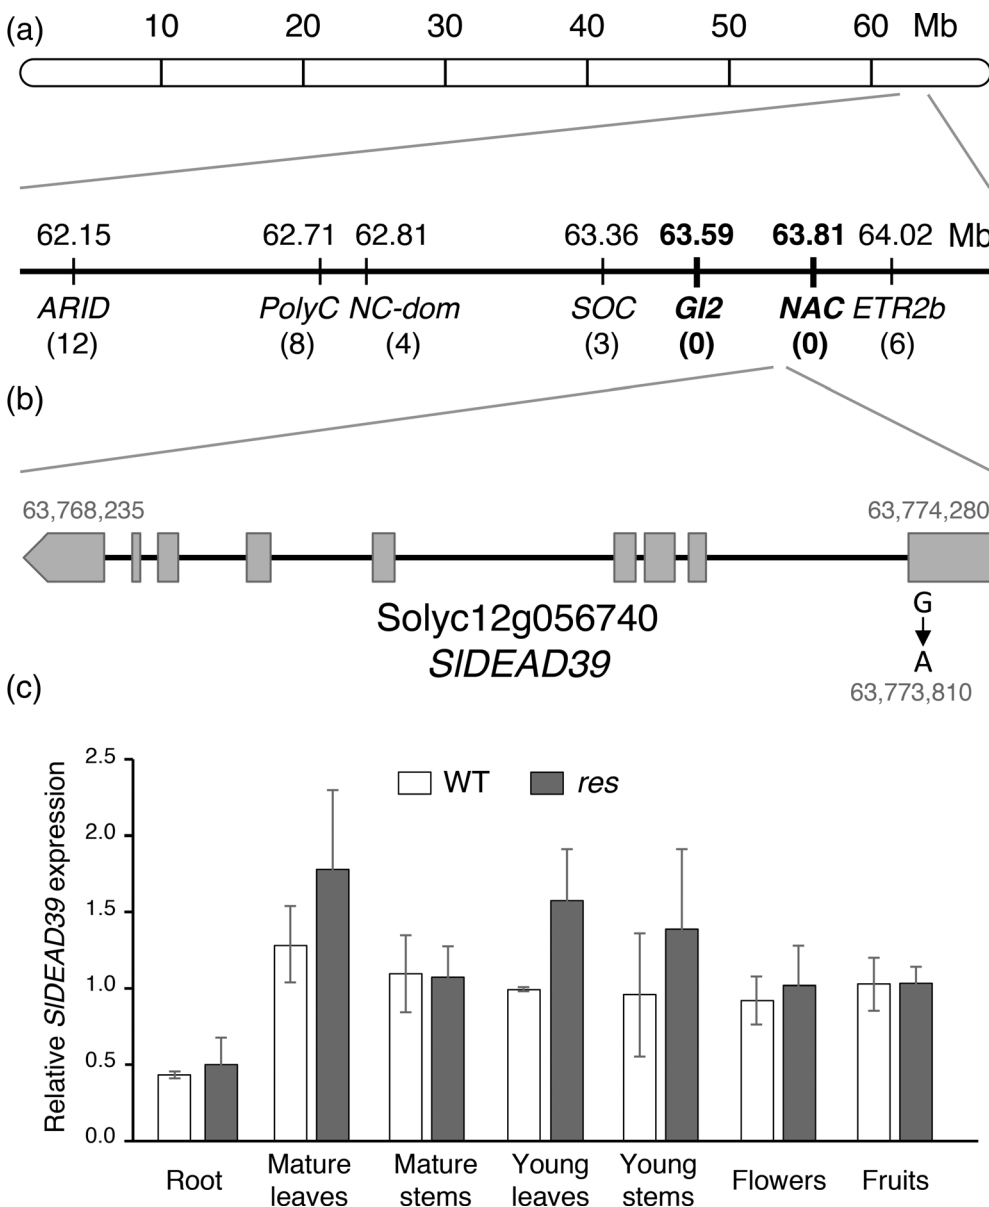 (a) 10 20 30 40 50 60 Mb
62.15 62.71 62.81 63.36 63.59 63.81 64.02 Mb
ARID PolyC NC-dom SOC GI2 NAC ETR2b
(12) (8) (4) (3) (0) (0) (6)
(b)
63,768,235 63,774,280
Solyc12g056740
SlDEAD39
G
A
63,773,810
(c)
Relative SlDEAD39 expression
2.5
2.0
1.5
1.0
0.5
0.0
WT res
Root Mature leaves Mature stems Young leaves Young stems Flowers Fruits